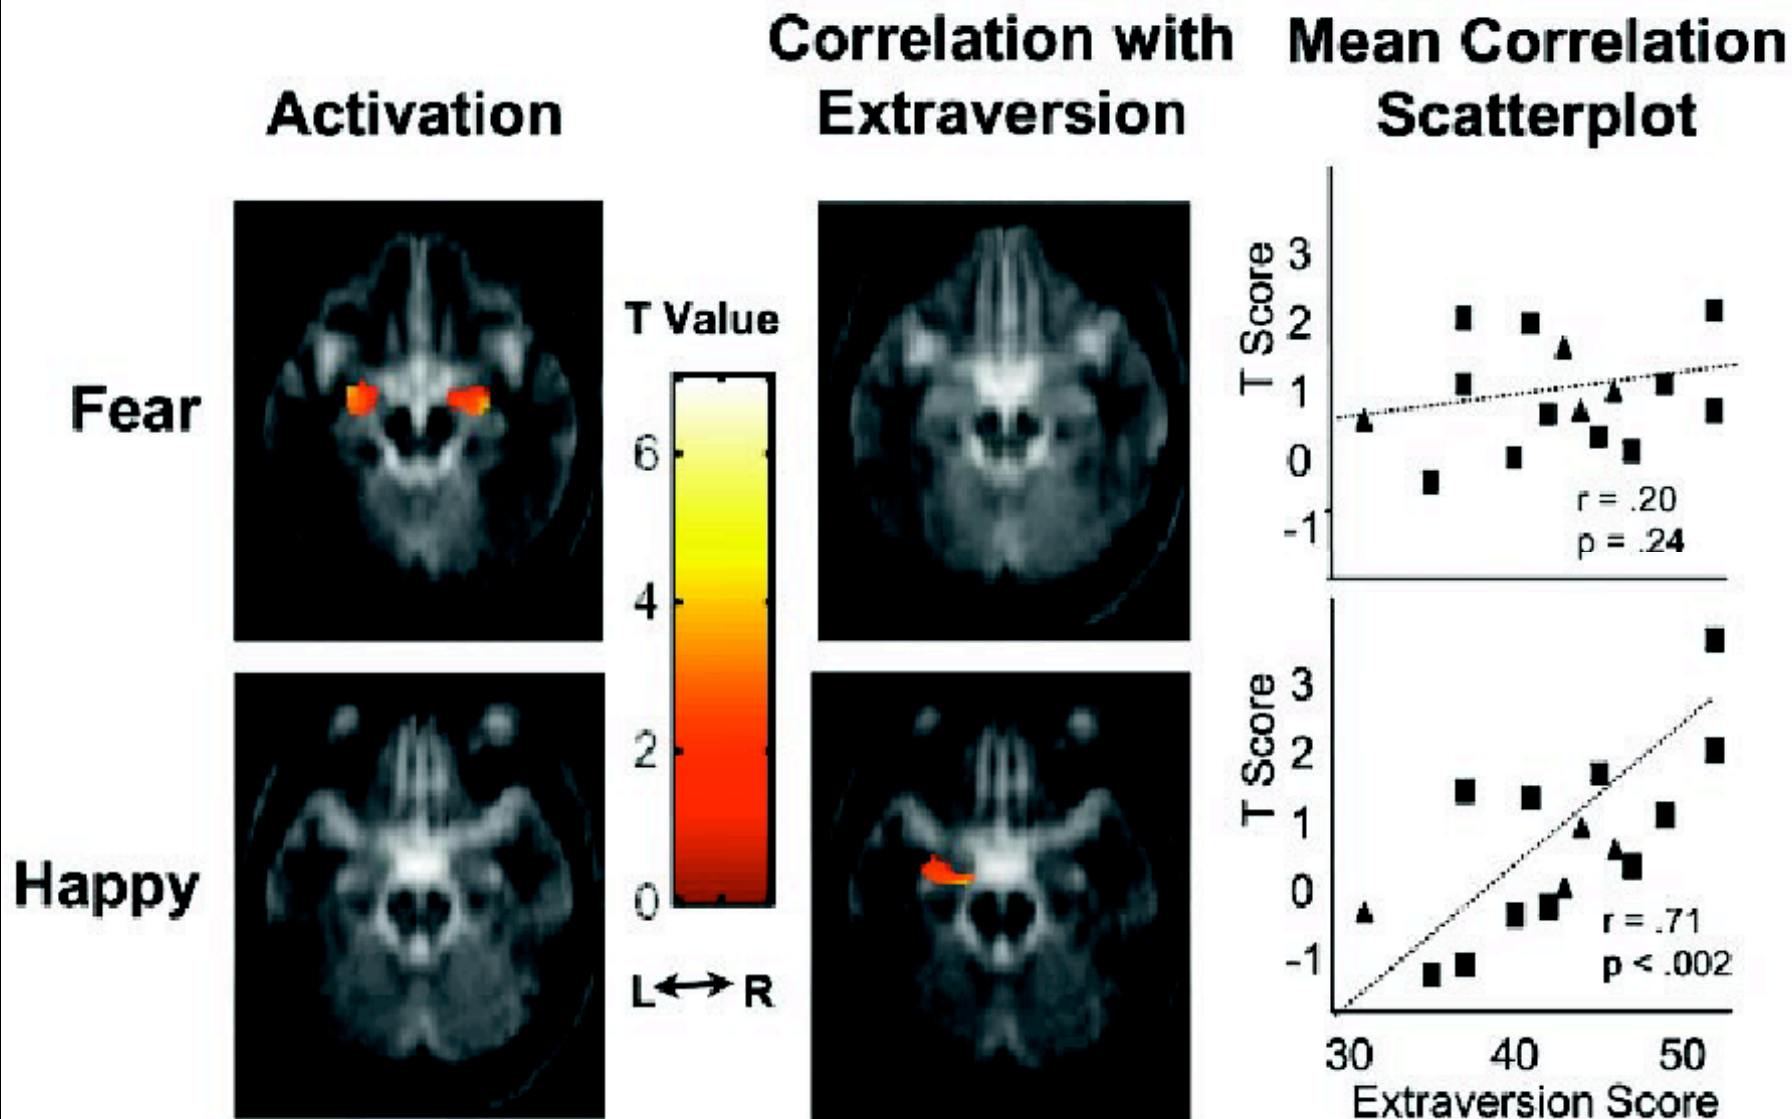 Activation
Correlation with
Extraversion
Mean Correlation
Scatterplot
Fear
T Value
6
4
2
0
L R
T Score
3
2
1
0
-1
r = .20
p = .24
Happy
T Score
3
2
1
0
-1
r = .71
p < .002
30 40 50
Extraversion Score